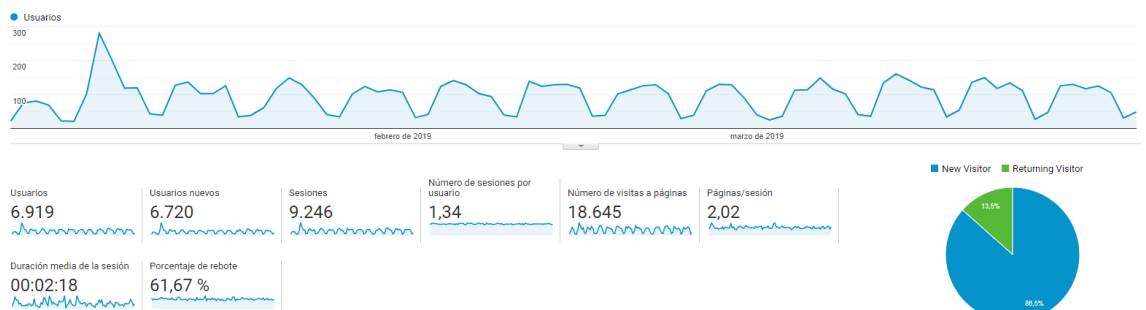 Usuarios
300
200
100
febrero de 2019
marzo de 2019
New Visitor
Returning Visitor
Usuarios
6.919
Usuarios nuevos
6.720
Sesiones
9.246
Número de sesiones por
usuario
1,34
Número de visitas a páginas
18.645
Páginas/sesión
2,02
13,5%
86,5%
Duración media de la sesión
00:02:18
Porcentaje de rebote
61,67 %